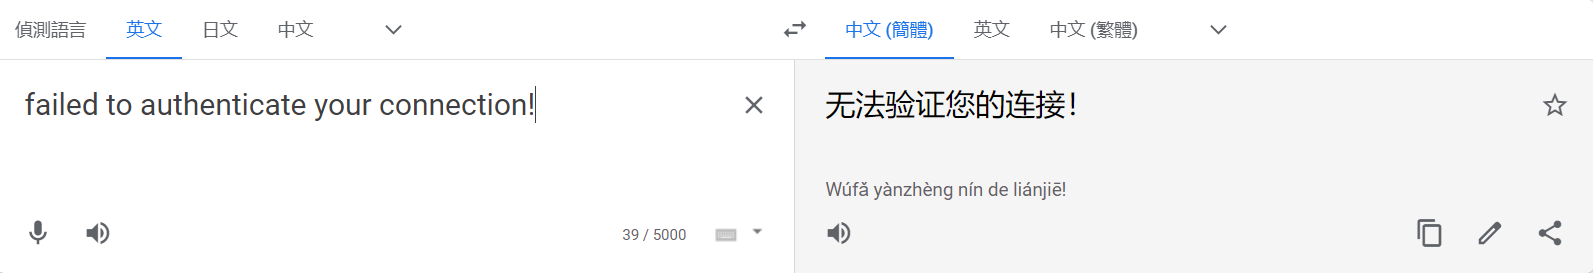 偵測語言 英文 日文 中文 中文 (簡體) 英文 中文 (繁體)
failed to authenticate your connection!
无法验证您的连接！
Wúfǎ yànzhèng nín de liánjiē!
39 / 5000